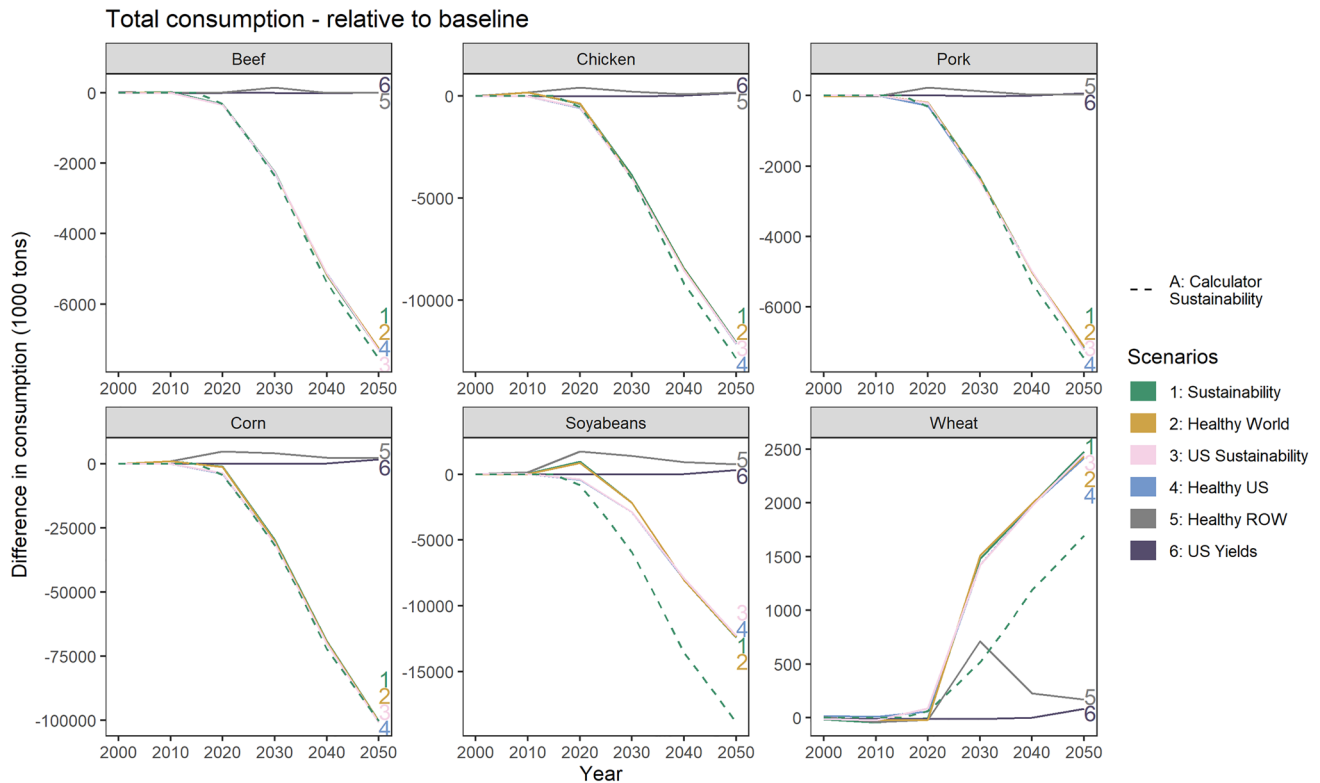 Total consumption - relative to baseline
Beef
Chicken
Pork
0
-2000
-4000
-6000
6
5
1
2
4
3
2000 2010 2020 2030 2040 2050
0
-5000
-10000
6
5
1
2
3
4
2000 2010 2020 2030 2040 2050
0
-2000
-4000
-6000
5
6
1
2
3
4
2000 2010 2020 2030 2040 2050
Corn
Soyabeans
Wheat
0
-25000
-50000
-75000
-100000
5
6
1
2
3
4
2000 2010 2020 2030 2040 2050
0
-5000
-10000
-15000
5
6
3
4
1
2
2000 2010 2020 2030 2040 2050
2500
2000
1500
1000
500
0
1
3
2
4
5
6
2000 2010 2020 2030 2040 2050
Difference in consumption (1000 tons)
Year
A: Calculator
Sustainability
Scenarios
1: Sustainability
2: Healthy World
3: US Sustainability
4: Healthy US
5: Healthy ROW
6: US Yields